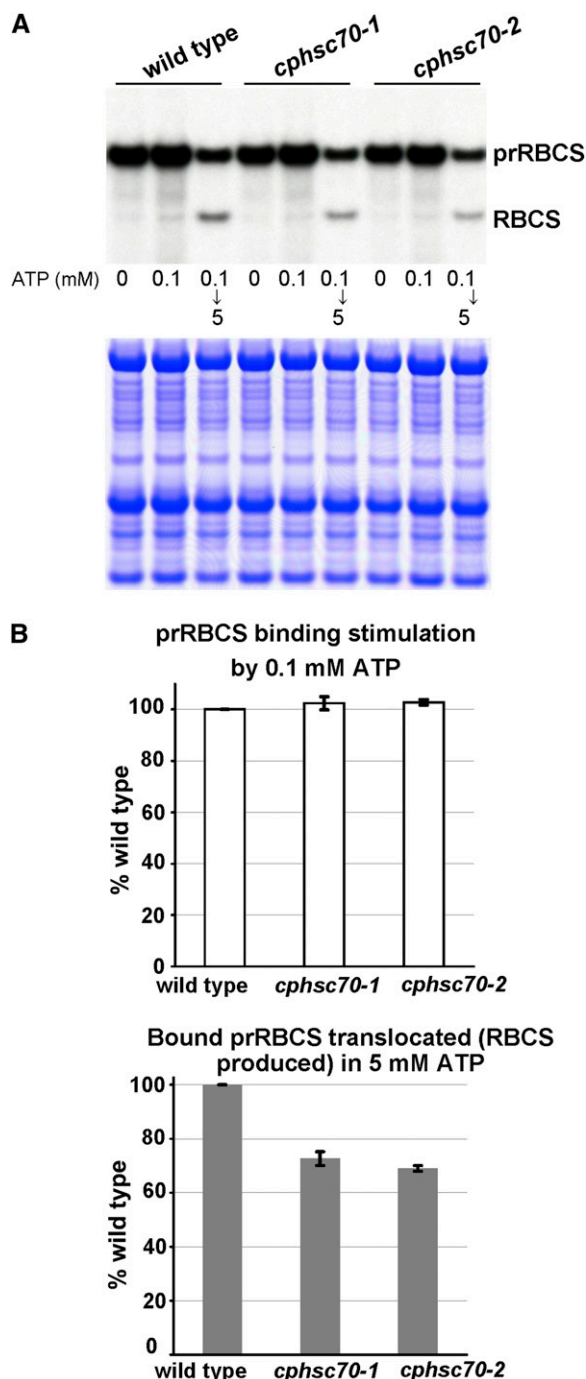 A
wild type cphsc70-1 cphsc70-2
prRBCS
RBCS
ATP (mM) 0 0.1 0.1 0 0.1 0.1 0 0.1 0.1
↓ ↓ ↓
5 5 5
B
prRBCS binding stimulation
by 0.1 mM ATP
% wild type
100
80
60
40
20
0
wild type cphsc70-1 cphsc70-2
Bound prRBCS translocated (RBCS
produced) in 5 mM ATP
% wild type
100
80
60
40
20
0
wild type cphsc70-1 cphsc70-2